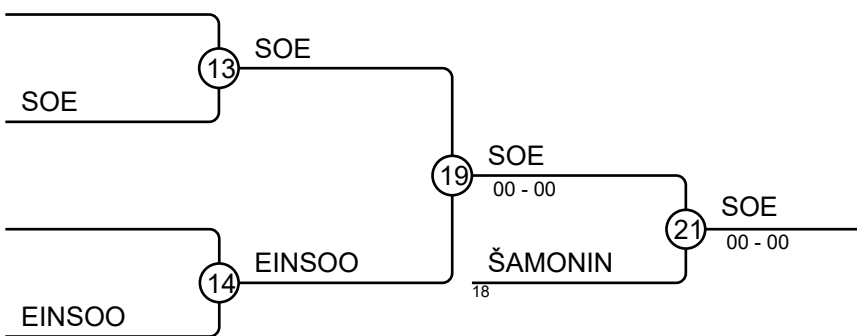 SOE
13
SOE
SOE
19
00 - 00
SOE
21
00 - 00
EINSOO
ŠAMONIN
14
18
EINSOO